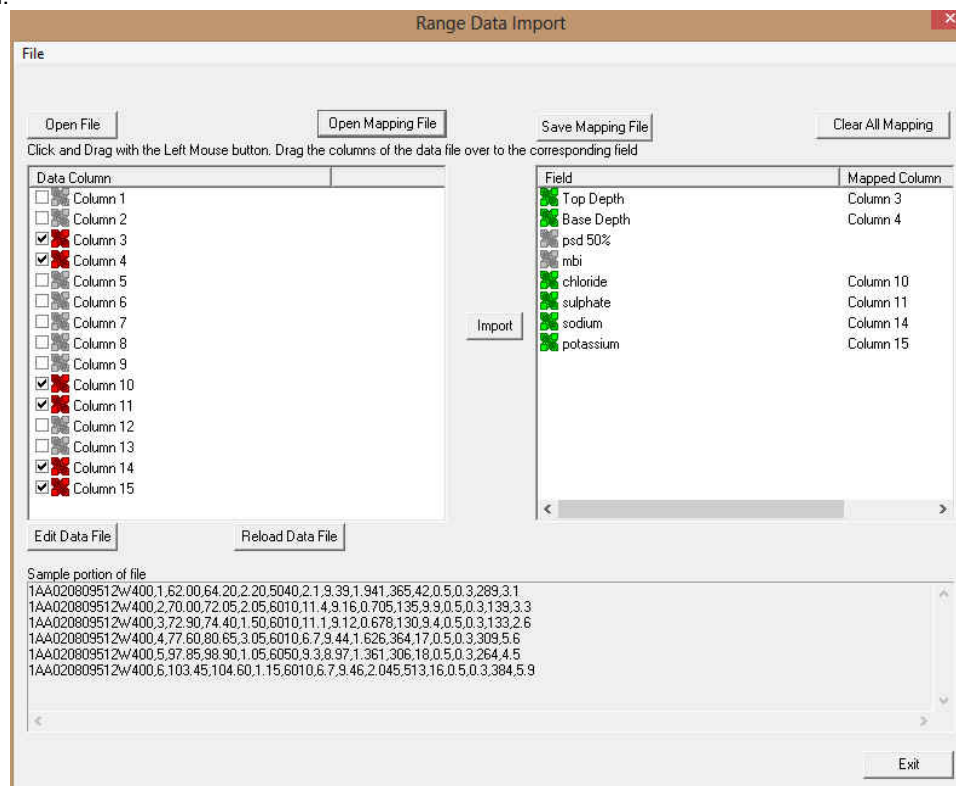 Range Data Import
File
Open File
Open Mapping File
Save Mapping File
Clear All Mapping
Click and Drag with the Left Mouse button. Drag the columns of the data file over to the corresponding field
Data Column
Column 1
Column 2
Column 3
Column 4
Column 5
Column 6
Column 7
Column 8
Column 9
Column 10
Column 11
Column 12
Column 13
Column 14
Column 15
Import
Field Mapped Column
Top Depth Column 3
Base Depth Column 4
psd 50%
mbi
chloride Column 10
sulphate Column 11
sodium Column 14
potassium Column 15
Edit Data File
Reload Data File
Sample portion of file
1AA020809512W400,1,62.00,64.20,2.20,5040,2.1,9.39,1.941,365,42,0.5,0.3,289,3.1
1AA020809512W400,2,70.00,72.05,2.05,6010,11.4,9.16,0.705,135,9.9,0.5,0.3,139,3.3
1AA020809512W400,3,72.90,74.40,1.50,6010,11.1,9.12,0.678,130,9.4,0.5,0.3,133,2.6
1AA020809512W400,4,77.60,80.65,3.05,6010,6.7,9.44,1.626,364,17,0.5,0.3,309,5.6
1AA020809512W400,5,97.85,98.90,1.05,6050,9.3,8.97,1.361,306,18,0.5,0.3,264,4.5
1AA020809512W400,6,103.45,104.60,1.15,6010,6.7,9.46,2.045,513,16,0.5,0.3,384,5.9
Exit